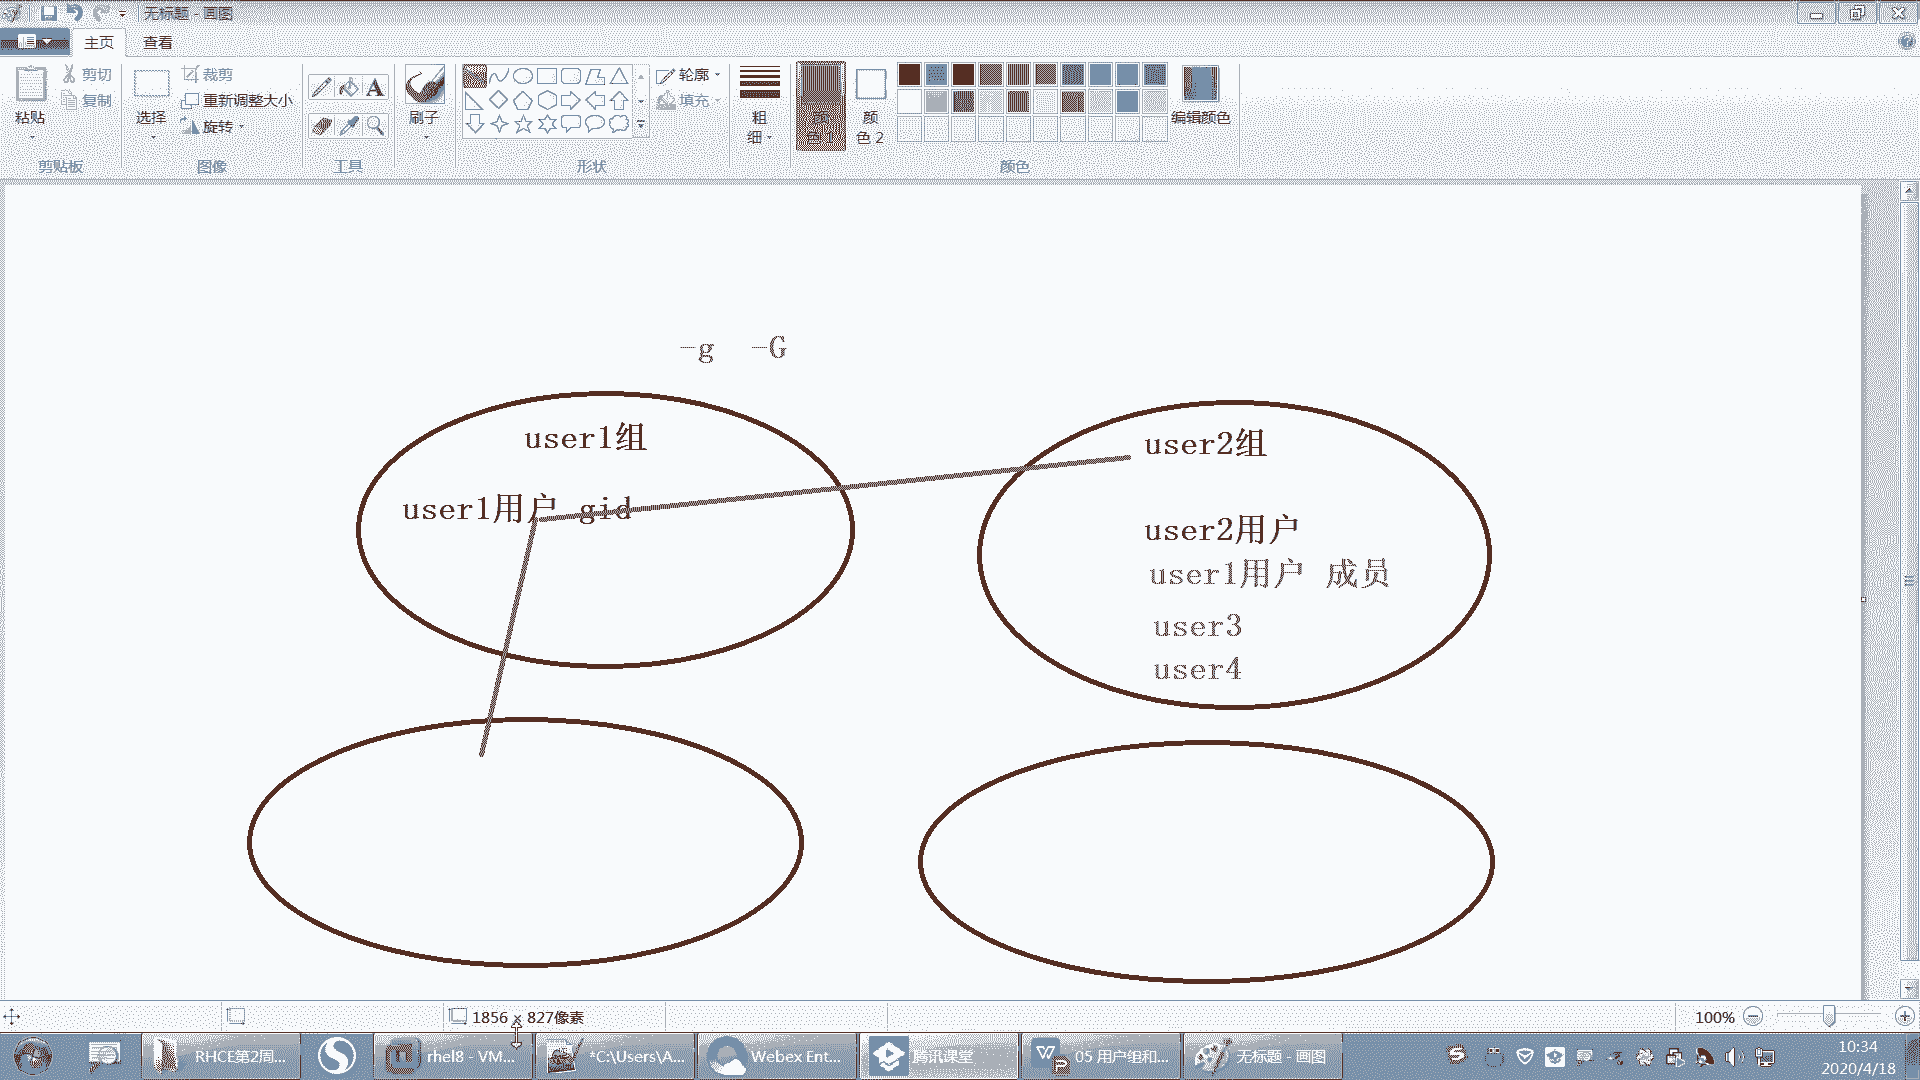 无标题 - 画图
主页 查看
剪切 裁剪 轮廓
复制 重新调整大小 填充
粘贴 选择 旋转 刷子 粗细 颜色 1 颜色 2 编辑颜色
剪贴板 图像 工具 形状 颜色
-g -G
user1组
user2组
user1用户 gid
user2用户
user1用户 成员
user3
user4
1856 × 827像素 100%
RHCE第2周... rhel8 - VM... *C:\Users\A... Webex Ent... 腾讯课堂 05 用户组和... 无标题 - 画图
10:34
2020/4/18